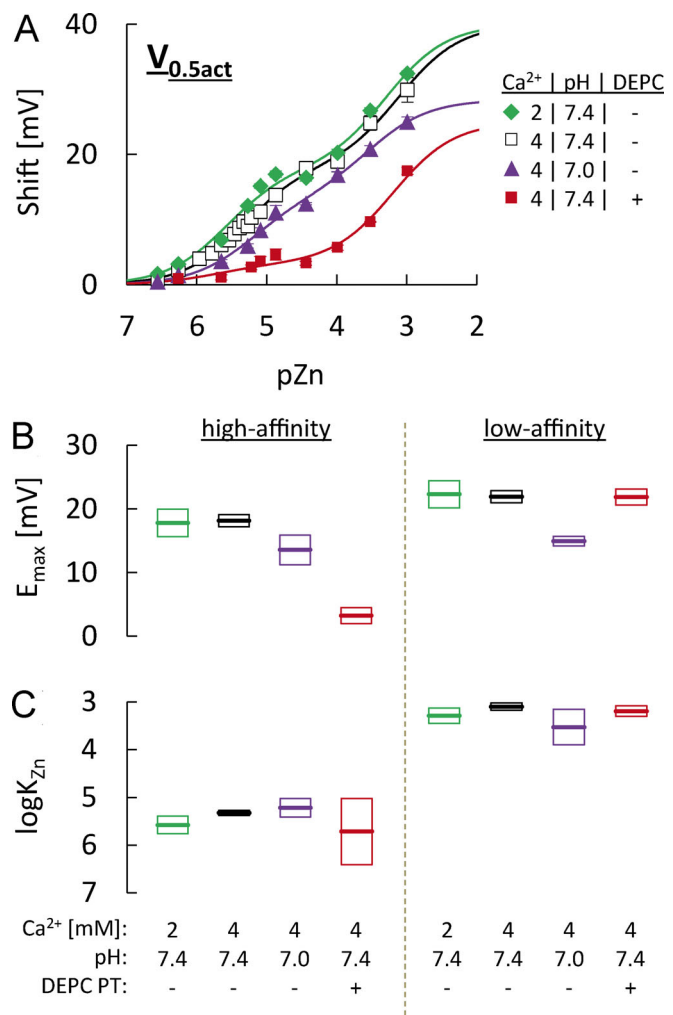 A
V0.5act
Shift [mV]
40
20
0
7 6 5 4 3 2
pZn
Ca2+ | pH | DEPC
2 | 7.4 | -
4 | 7.4 | -
4 | 7.0 | -
4 | 7.4 | +
B
high-affinity low-affinity
Emax [mV]
30
20
10
0
C
logKZn
3
4
5
6
7
Ca2+ [mM]: 2 4 4 4 2 4 4 4
pH: 7.4 7.4 7.0 7.4 7.4 7.4 7.0 7.4
DEPC PT: - - - + - - - +